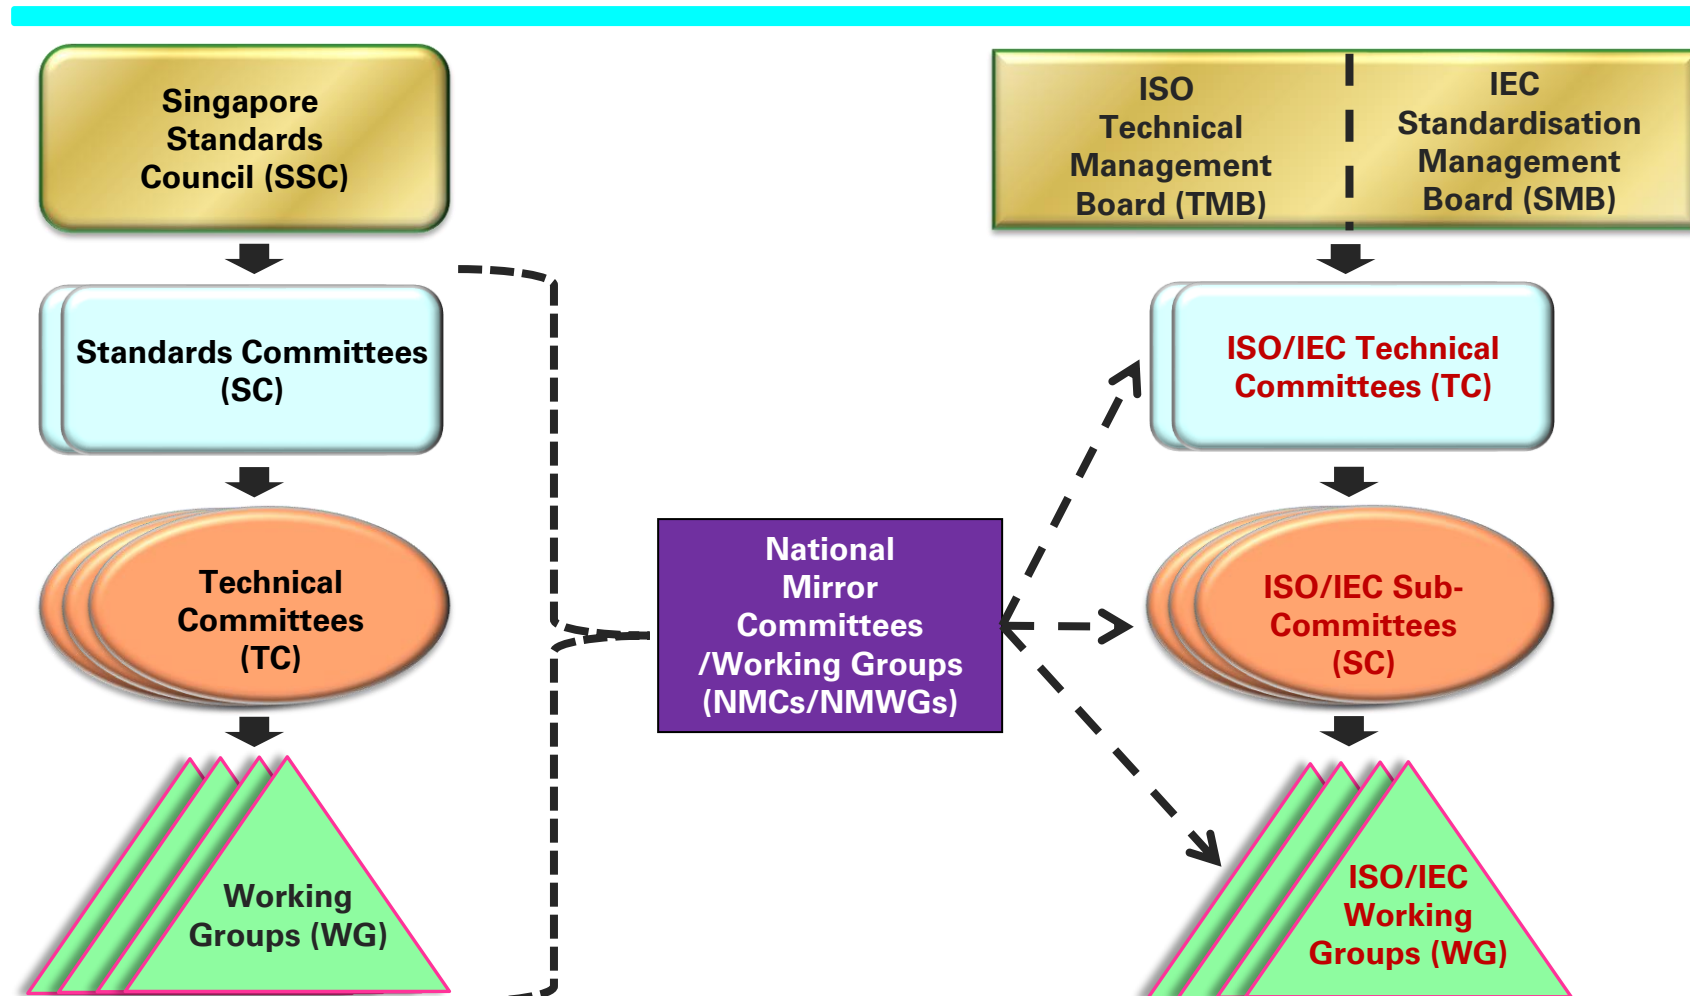 Singapore
Standards
Council (SSC)
Standards Committees
(SC)
Technical
Committees
(TC)
Working
Groups (WG)
National
Mirror
Committees
/Working Groups
(NMCs/NMWGs)
ISO
Technical
Management
Board (TMB)
IEC
Standardisation
Management
Board (SMB)
ISO/IEC Technical
Committees (TC)
ISO/IEC Sub-
Committees
(SC)
ISO/IEC
Working
Groups (WG)